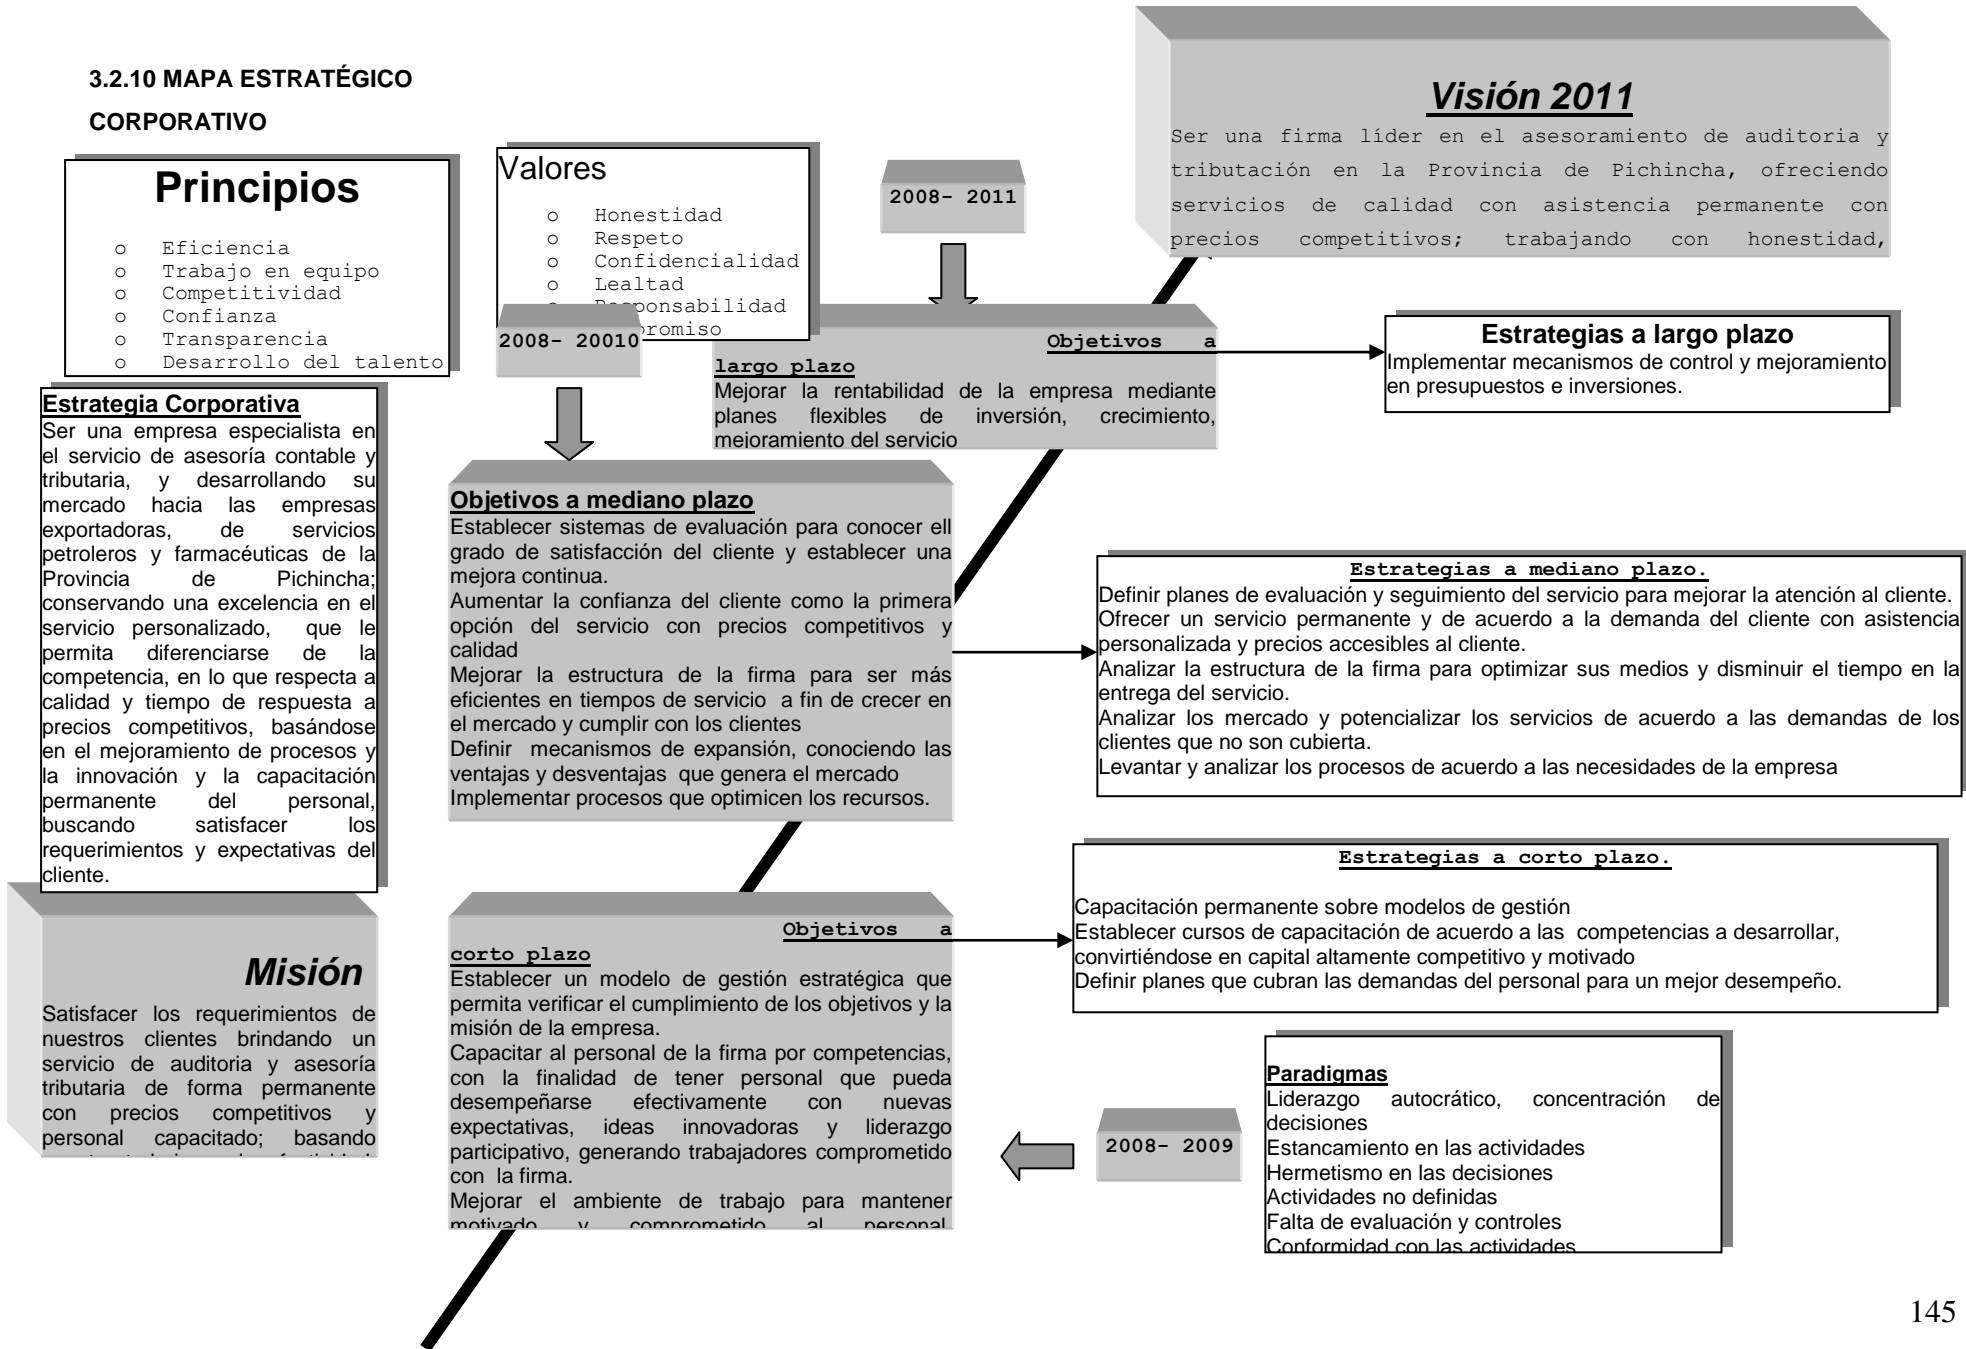 3.2.10 MAPA ESTRATÉGICO
CORPORATIVO
Principios
o Eficiencia
o Trabajo en equipo
o Competitividad
o Confianza
o Transparencia
o Desarrollo del talento
Valores
o Honestidad
o Respeto
o Confidencialidad
o Lealtad
o Responsabilidad
promiso
2008- 2011
Visión 2011
Ser una firma líder en el asesoramiento de auditoria y
tributación en la Provincia de Pichincha, ofreciendo
servicios de calidad con asistencia permanente con
precios competitivos; trabajando con honestidad,
2008- 20010
Objetivos a
largo plazo
Mejorar la rentabilidad de la empresa mediante
planes flexibles de inversión, crecimiento,
mejoramiento del servicio
Estrategias a largo plazo
Implementar mecanismos de control y mejoramiento
en presupuestos e inversiones.
Estrategia Corporativa
Ser una empresa especialista en
el servicio de asesoría contable y
tributaria, y desarrollando su
mercado hacia las empresas
exportadoras, de servicios
petroleros y farmacéuticas de la
Provincia de Pichincha;
conservando una excelencia en el
servicio personalizado, que le
permita diferenciarse de la
competencia, en lo que respecta a
calidad y tiempo de respuesta a
precios competitivos, basándose
en el mejoramiento de procesos y
la innovación y la capacitación
permanente del personal,
buscando satisfacer los
requerimientos y expectativas del
cliente.
Objetivos a mediano plazo
Establecer sistemas de evaluación para conocer ell
grado de satisfacción del cliente y establecer una
mejora continua.
Aumentar la confianza del cliente como la primera
opción del servicio con precios competitivos y
calidad
Mejorar la estructura de la firma para ser más
eficientes en tiempos de servicio a fin de crecer en
el mercado y cumplir con los clientes
Definir mecanismos de expansión, conociendo las
ventajas y desventajas que genera el mercado
Implementar procesos que optimicen los recursos.
Estrategias a mediano plazo.
Definir planes de evaluación y seguimiento del servicio para mejorar la atención al cliente.
Ofrecer un servicio permanente y de acuerdo a la demanda del cliente con asistencia
personalizada y precios accesibles al cliente.
Analizar la estructura de la firma para optimizar sus medios y disminuir el tiempo en la
entrega del servicio.
Analizar los mercado y potencializar los servicios de acuerdo a las demandas de los
clientes que no son cubierta.
Levantar y analizar los procesos de acuerdo a las necesidades de la empresa
Misión
Satisfacer los requerimientos de
nuestros clientes brindando un
servicio de auditoria y asesoría
tributaria de forma permanente
con precios competitivos y
personal capacitado; basando
Objetivos a
corto plazo
Establecer un modelo de gestión estratégica que
permita verificar el cumplimiento de los objetivos y la
misión de la empresa.
Capacitar al personal de la firma por competencias,
con la finalidad de tener personal que pueda
desempeñarse efectivamente con nuevas
expectativas, ideas innovadoras y liderazgo
participativo, generando trabajadores comprometido
con la firma.
Mejorar el ambiente de trabajo para mantener
motivado y comprometido al personal.
Estrategias a corto plazo.
Capacitación permanente sobre modelos de gestión
Establecer cursos de capacitación de acuerdo a las competencias a desarrollar,
convirtiéndose en capital altamente competitivo y motivado
Definir planes que cubran las demandas del personal para un mejor desempeño.
2008- 2009
Paradigmas
Liderazgo autocrático, concentración de
decisiones
Estancamiento en las actividades
Hermetismo en las decisiones
Actividades no definidas
Falta de evaluación y controles
Conformidad con las actividades
145